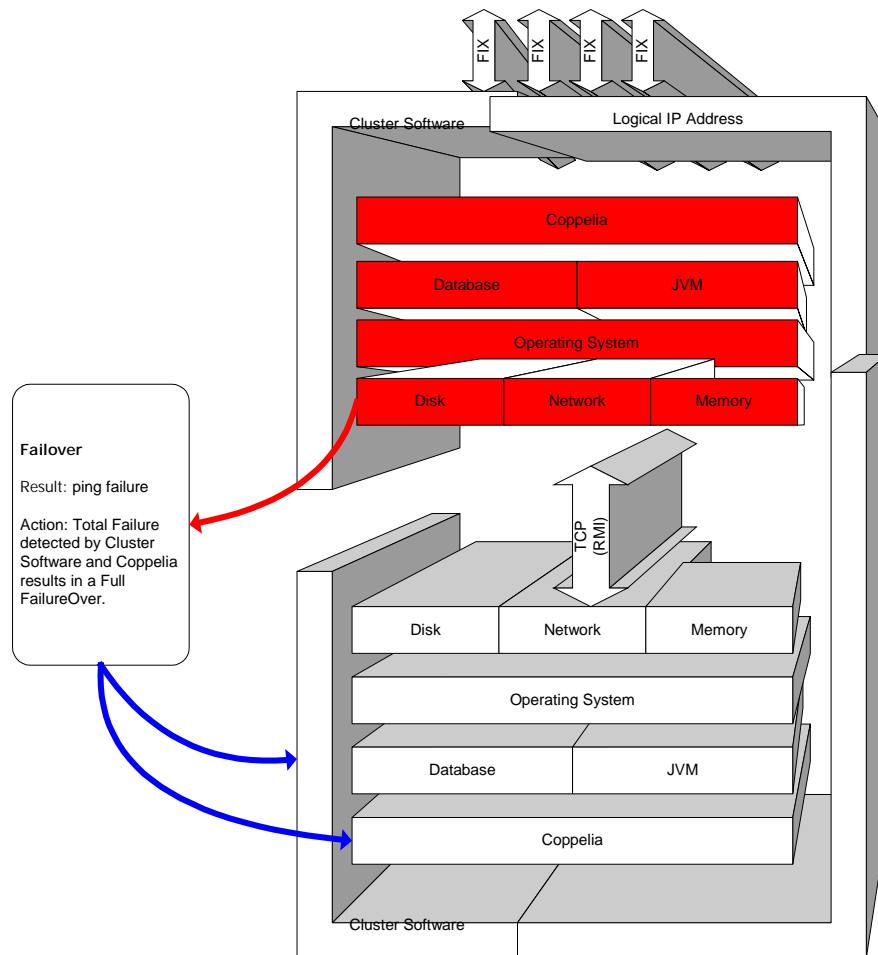 FIX FIX FIX FIX
Cluster Software
Logical IP Address
Coppelia
Database JVM
Operating System
Disk Network Memory
Failover
Result: ping failure
Action: Total Failure
detected by Cluster
Software and Coppelia
results in a Full
FailureOver.
TCP
(RMI)
Disk Network Memory
Operating System
Database JVM
Coppelia
Cluster Software